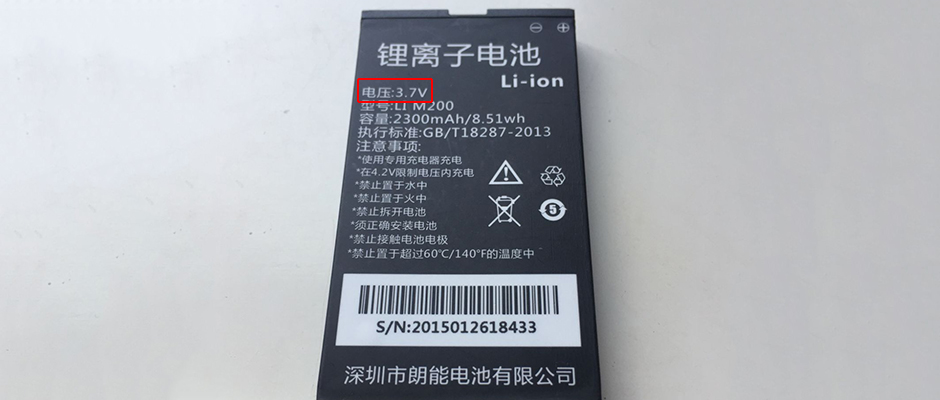 锂离子电池
Li-ion
电压:3.7V
型号:LI M200
容量:2300mAh/8.51wh
执行标准:GB/T18287-2013
注意事项:
*使用专用充电器充电
*在4.2V限制电压内充电
*禁止置于水中
*禁止置于火中
*禁止拆开电池
*须正确安装电池
*禁止接触电池电极
*禁止置于超过60℃/140°F的温度中
5
S/N:2015012618433
深圳市朗能电池有限公司